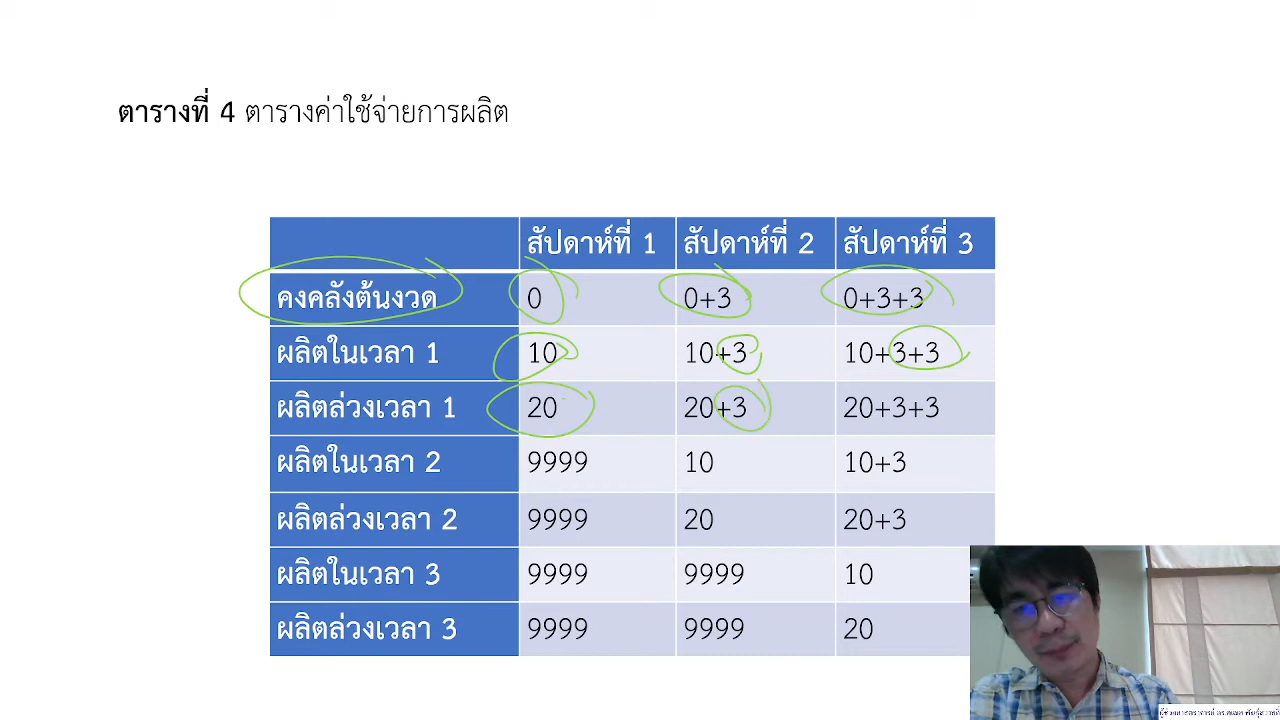 ตารางที่ 4 ตารางค่าใช้จ่ายการผลิต
สัปดาห์ที่ 1 สัปดาห์ที่ 2 สัปดาห์ที่ 3
คงคลังต้นงวด 0 0+3 0+3+3
ผลิตในเวลา 1 10 10+3 10+3+3
ผลิตล่วงเวลา 1 20 20+3 20+3+3
ผลิตในเวลา 2 9999 10 10+3
ผลิตล่วงเวลา 2 9999 20 20+3
ผลิตในเวลา 3 9999 9999 10
ผลิตล่วงเวลา 3 9999 9999 20